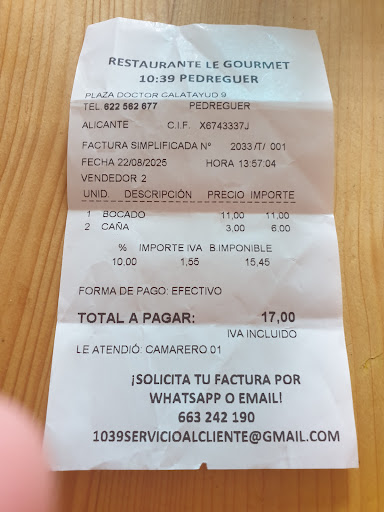 RESTAURANTE LE GOURMET
10:39 PEDREGUER
PLAZA DOCTOR CALATAYUD 9
TEL 622 562 677 PEDREGUER
ALICANTE C.I.F. X6743337J
FACTURA SIMPLIFICADA Nº 2033 /T/ 001
FECHA 22/08/2025 HORA 13:57:04
VENDEDOR 2
UNID. DESCRIPCIÓN PRECIO IMPORTE
1 BOCADO 11,00 11,00
2 CAÑA 3,00 6,00
% IMPORTE IVA B.IMPONIBLE
10,00 1,55 15,45
FORMA DE PAGO: EFECTIVO
TOTAL A PAGAR: 17,00
IVA INCLUIDO
LE ATENDIÓ: CAMARERO 01
¡SOLICITA TU FACTURA POR
WHATSAPP O EMAIL!
663 242 190
1039SERVICIOALCLIENTE@GMAIL.COM